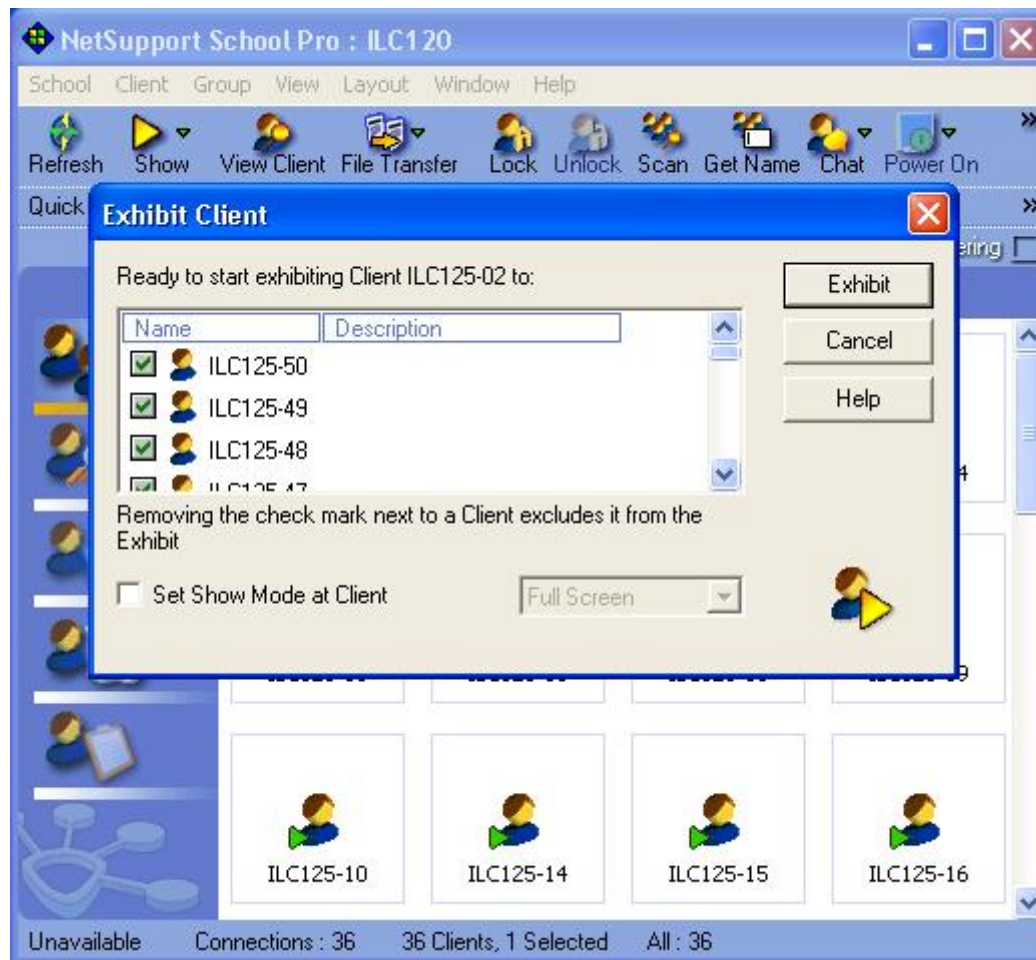 NetSupport School Pro : ILC120
School Client Group View Layout Window Help
Refresh Show View Client File Transfer Lock Unlock Scan Get Name Chat Power On
Quick
Exhibit Client
Ready to start exhibiting Client ILC125-02 to:
Name Description
ILC125-50
ILC125-49
ILC125-48
ILC125-47
Removing the check mark next to a Client excludes it from the
Exhibit
Set Show Mode at Client Full Screen
Exhibit
Cancel
Help
ILC125-10 ILC125-14 ILC125-15 ILC125-16
Unavailable Connections : 36 36 Clients, 1 Selected All : 36